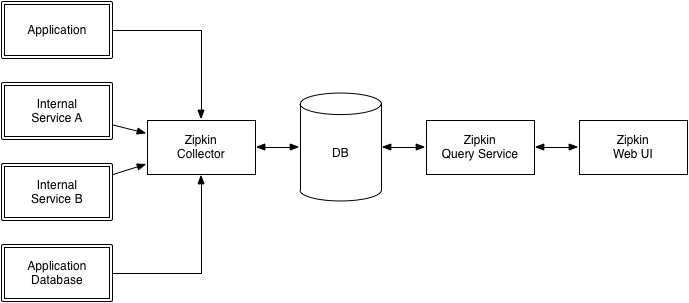 Application
Internal
Service A
Internal
Service B
Application
Database
Zipkin
Collector
DB
Zipkin
Query Service
Zipkin
Web UI